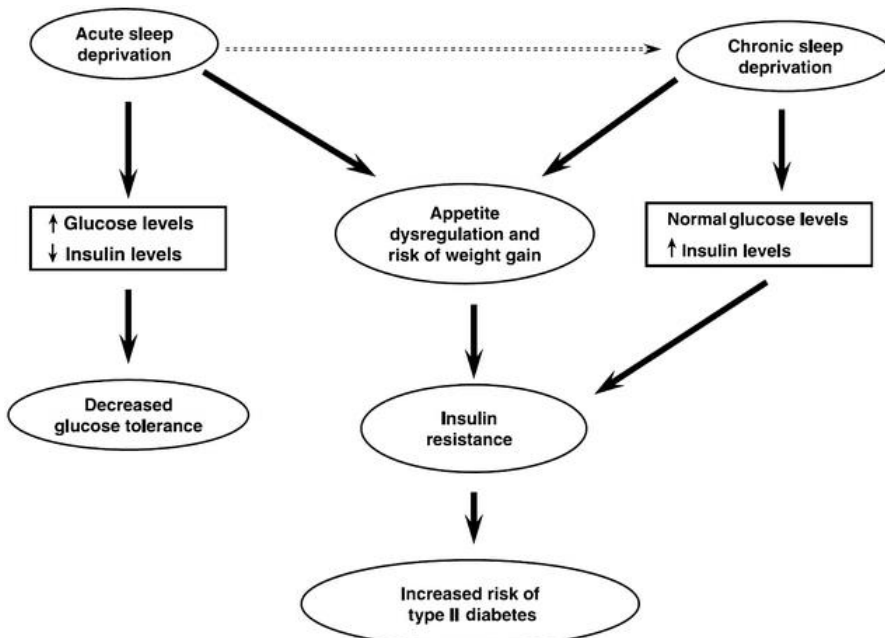 Acute sleep
deprivation
Chronic sleep
deprivation
↑ Glucose levels
↓ Insulin levels
Appetite
dysregulation and
risk of weight gain
Normal glucose levels
↑ Insulin levels
Decreased
glucose tolerance
Insulin
resistance
Increased risk of
type II diabetes